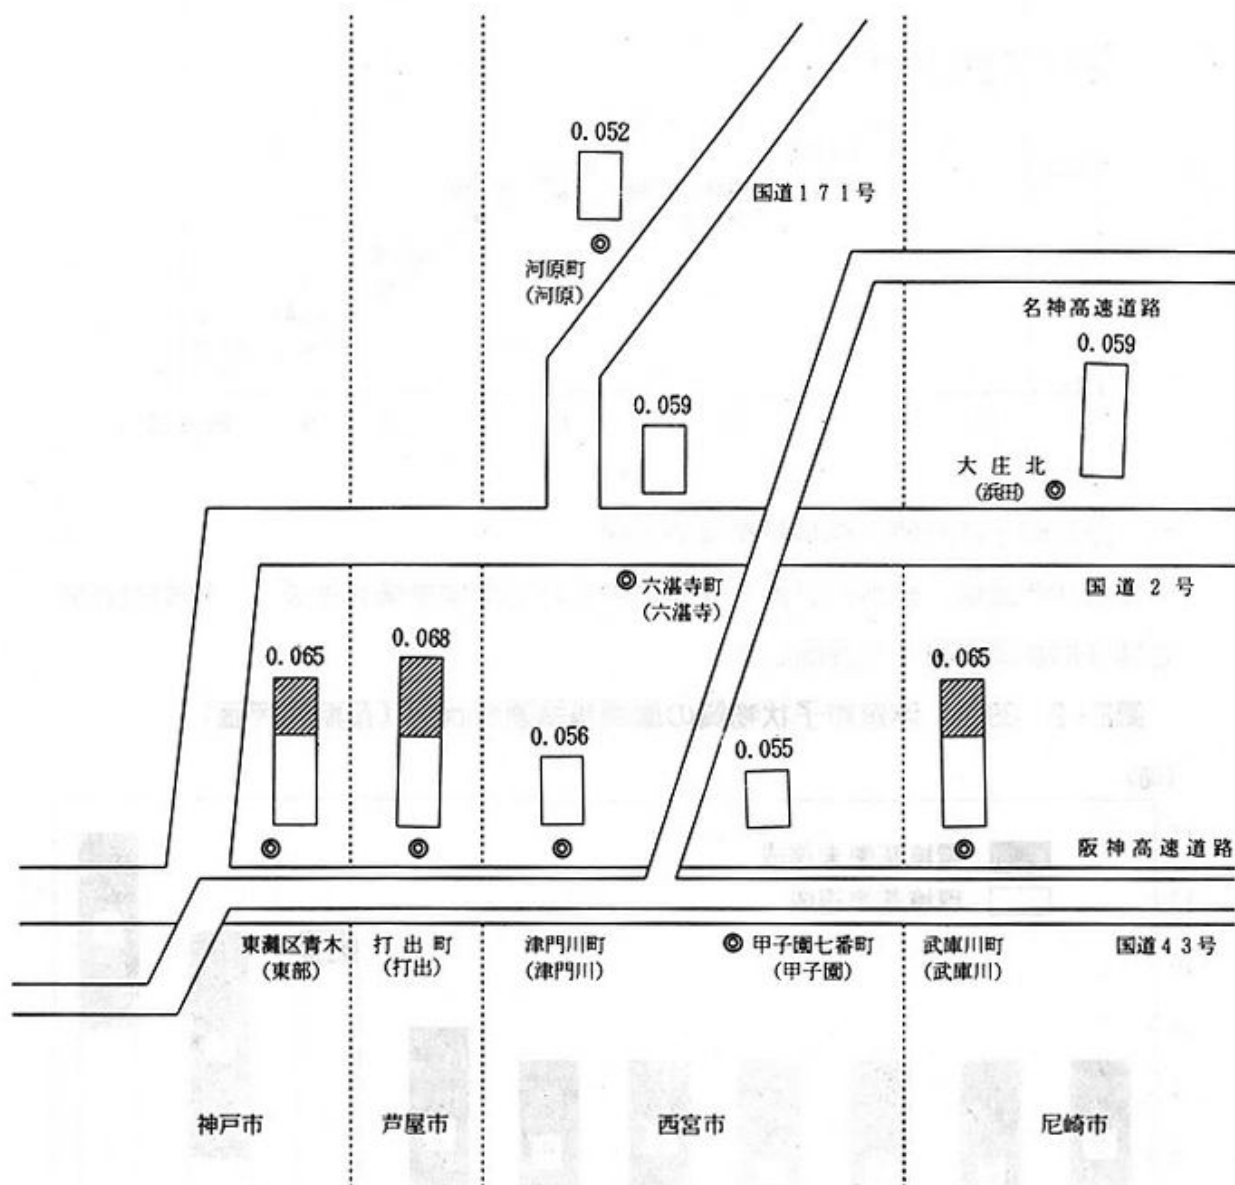 0.052
国道171号
河原町
(河原)
名神高速道路
0.059
0.059
大庄北
(浜田)
国道2号
六湛寺町
(六湛寺)
0.065
0.068
0.065
0.056
0.055
阪神高速道路
東灘区青木
(東部)
打出町
(打出)
津門川町
(津門川)
甲子園七番町
(甲子園)
武庫川町
(武庫川)
国道43号
神戸市
芦屋市
西宮市
尼崎市